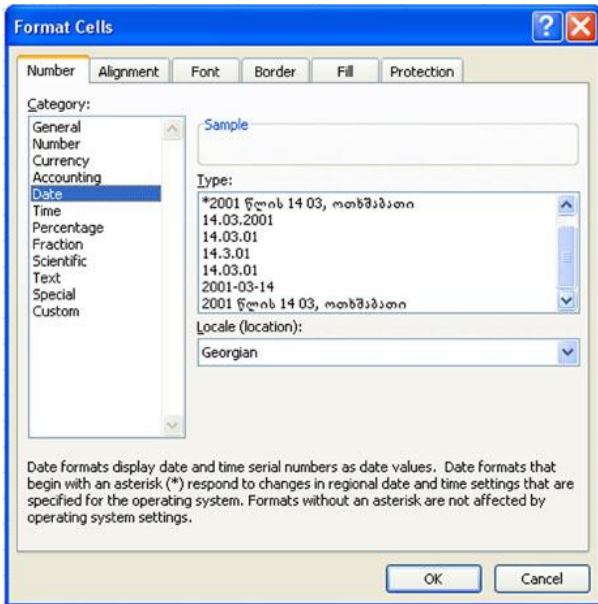 Format Cells
Number Alignment Font Border Fill Protection
Category:
General
Number
Currency
Accounting
Date
Time
Percentage
Fraction
Scientific
Text
Special
Custom
Sample
Type:
*2001 წლის 14 03, ოთხშაბათი
14.03.2001
14.03.01
14.3.01
14.03.01
2001-03-14
2001 წლის 14 03, ოთხშაბათი
Locale (location):
Georgian
Date formats display date and time serial numbers as date values. Date formats that
begin with an asterisk (*) respond to changes in regional date and time settings that are
specified for the operating system. Formats without an asterisk are not affected by
operating system settings.
OK Cancel